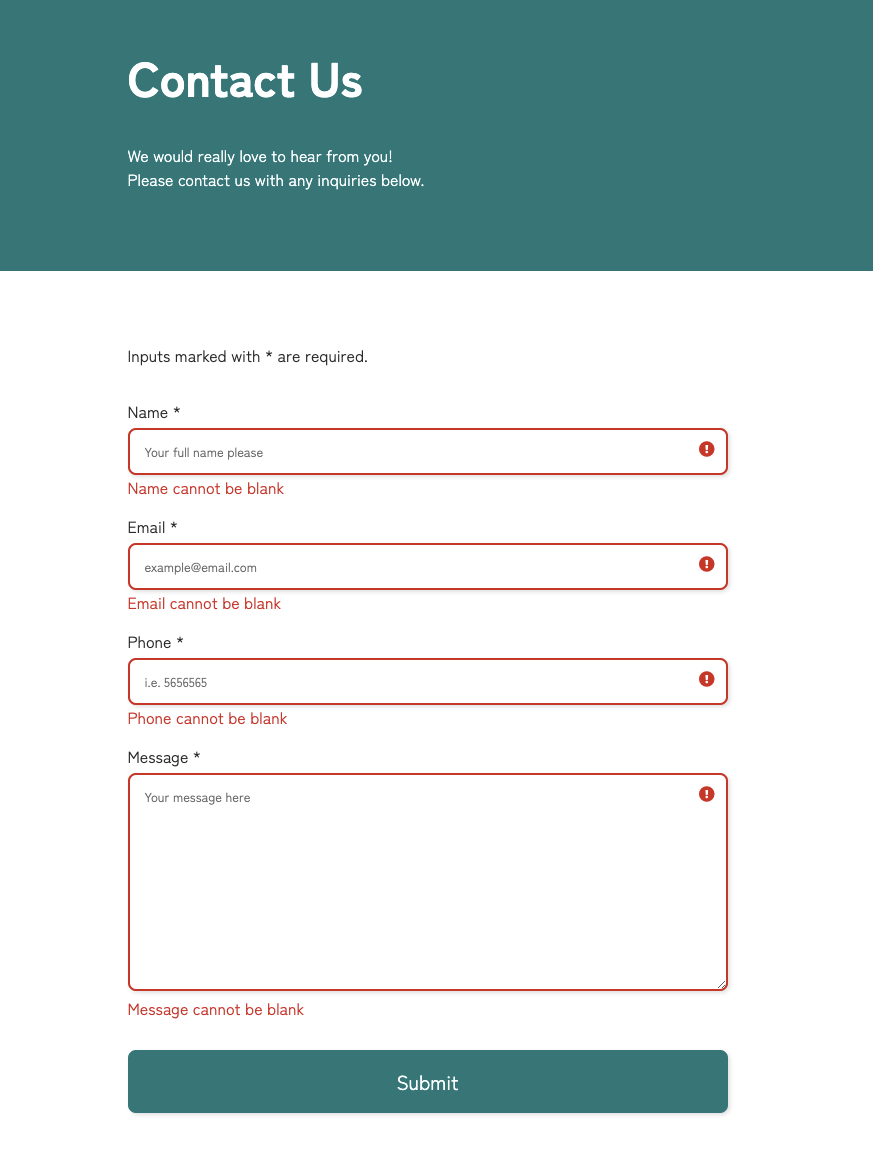 Contact Us
We would really love to hear from you!
Please contact us with any inquiries below.
Inputs marked with * are required.
Name *
Your full name please
Name cannot be blank
Email *
example@email.com
Email cannot be blank
Phone *
i.e. 5656565
Phone cannot be blank
Message *
Your message here
Message cannot be blank
Submit